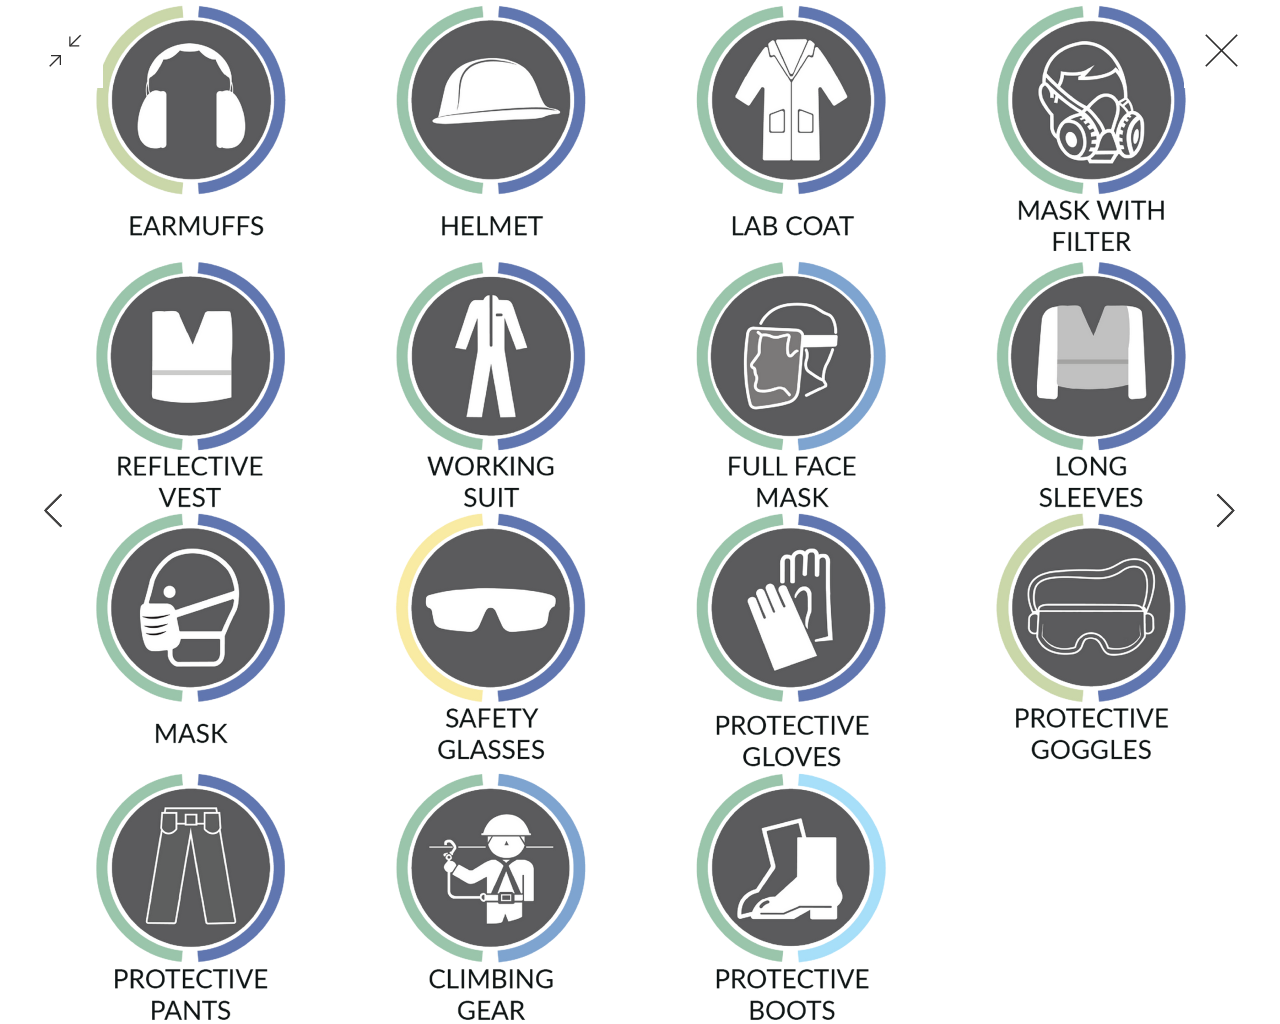 EARMUFFS
HELMET
LAB COAT
MASK WITH
FILTER
REFLECTIVE
VEST
WORKING
SUIT
FULL FACE
MASK
LONG
SLEEVES
MASK
SAFETY
GLASSES
PROTECTIVE
GLOVES
PROTECTIVE
GOGGLES
PROTECTIVE
PANTS
CLIMBING
GEAR
PROTECTIVE
BOOTS